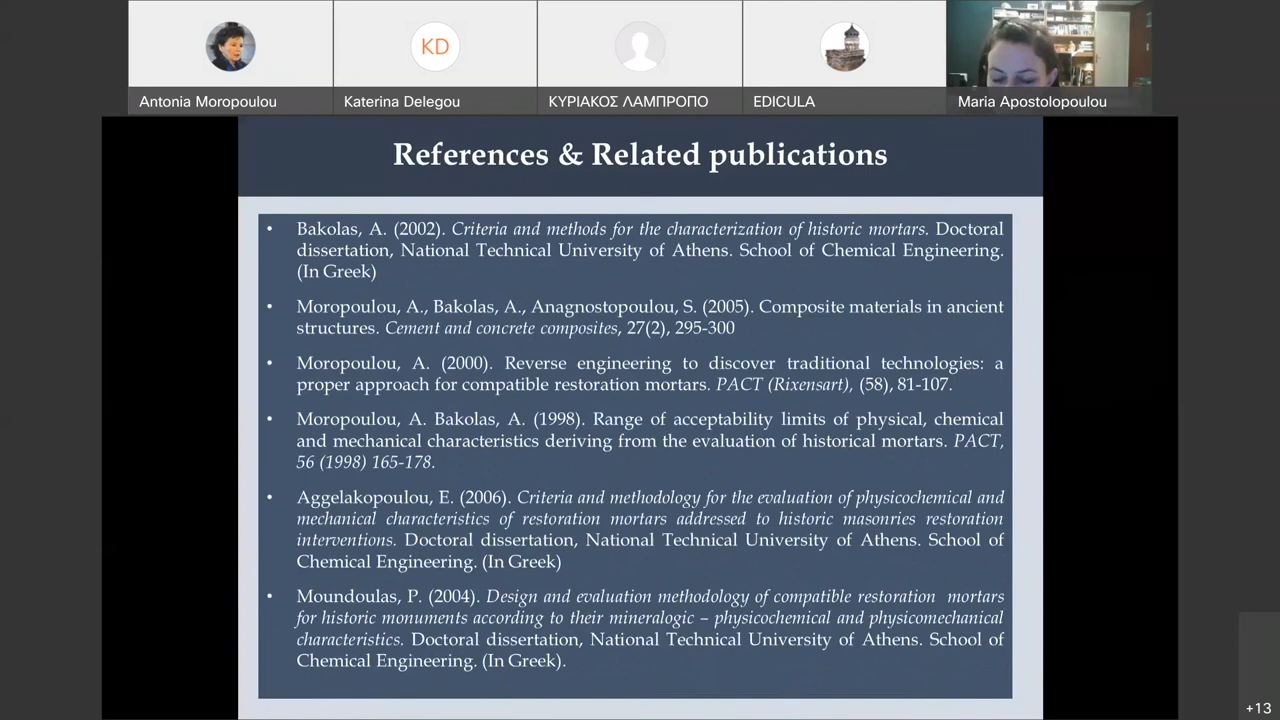 KD
Antonia Moropoulou
Katerina Delegou
ΚΥΡΙΑΚΟΣ ΛΑΜΠΡΟΠΟ
EDICULA
Maria Apostolopoulou
References & Related publications
• Bakolas, A. (2002). Criteria and methods for the characterization of historic mortars. Doctoral
dissertation, National Technical University of Athens. School of Chemical Engineering.
(In Greek)
• Moropoulou, A., Bakolas, A., Anagnostopoulou, S. (2005). Composite materials in ancient
structures. Cement and concrete composites, 27(2), 295-300
• Moropoulou, A. (2000). Reverse engineering to discover traditional technologies: a
proper approach for compatible restoration mortars. PACT (Rixensart), (58), 81-107.
• Moropoulou, A. Bakolas, A. (1998). Range of acceptability limits of physical, chemical
and mechanical characteristics deriving from the evaluation of historical mortars. PACT,
56 (1998) 165-178.
• Aggelakopoulou, E. (2006). Criteria and methodology for the evaluation of physicochemical and
mechanical characteristics of restoration mortars addressed to historic masonries restoration
interventions. Doctoral dissertation, National Technical University of Athens. School of
Chemical Engineering. (In Greek)
• Moundoulas, P. (2004). Design and evaluation methodology of compatible restoration mortars
for historic monuments according to their mineralogic – physicochemical and physicomechanical
characteristics. Doctoral dissertation, National Technical University of Athens. School of
Chemical Engineering. (In Greek).
+13